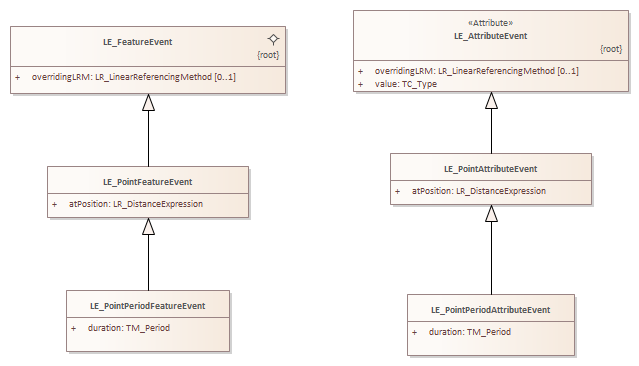 LE_FeatureEvent
{root}
+ overridingLRM: LR_LinearReferencingMethod [0..1]
LE_PointFeatureEvent
+ atPosition: LR_DistanceExpression
LE_PointPeriodFeatureEvent
+ duration: TM_Period
«Attribute»
LE_AttributeEvent
{root}
+ overridingLRM: LR_LinearReferencingMethod [0..1]
+ value: TC_Type
LE_PointAttributeEvent
+ atPosition: LR_DistanceExpression
LE_PointPeriodAttributeEvent
+ duration: TM_Period